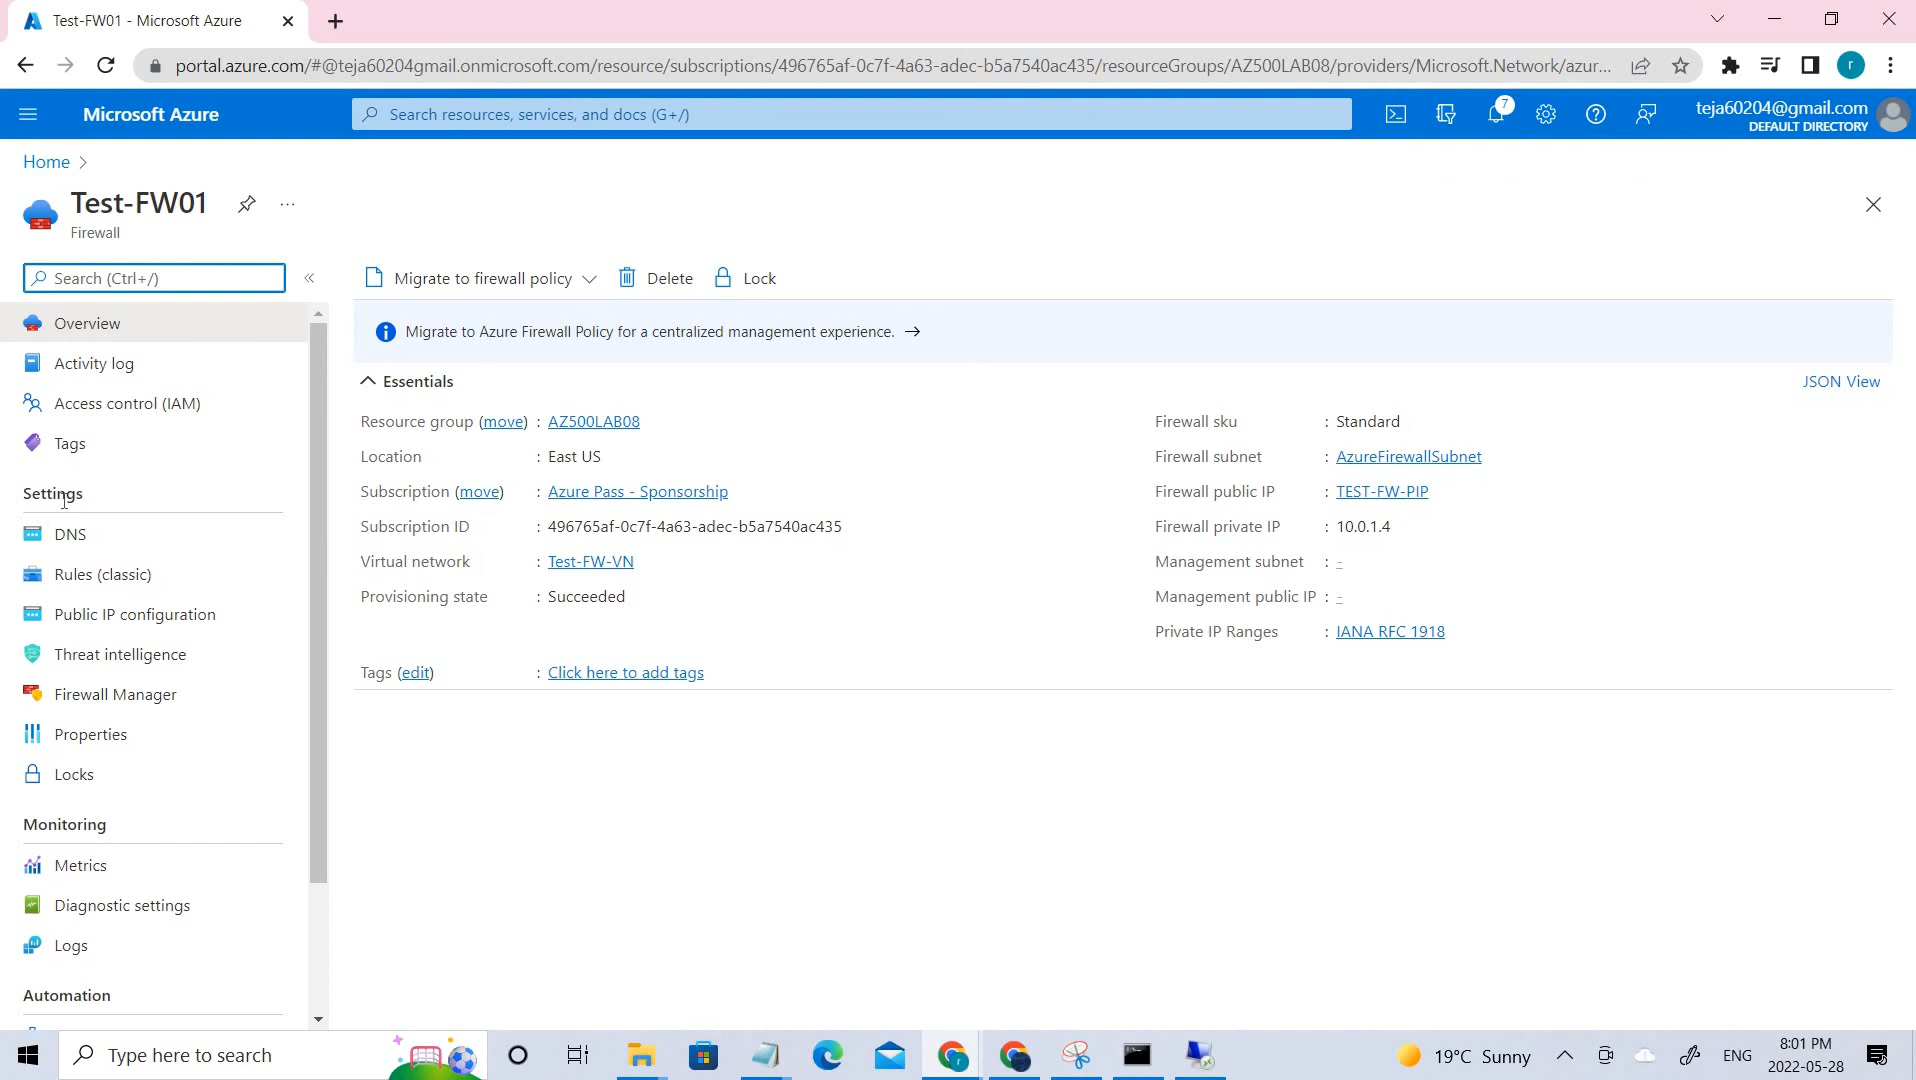 Test-FW01 - Microsoft Azure
portal.azure.com/#@teja60204gmail.onmicrosoft.com/resource/subscriptions/496765af-0c7f-4a63-adec-b5a7540ac435/resourceGroups/AZ500LAB08/providers/Microsoft.Network/azur...
r
Microsoft Azure
Search resources, services, and docs (G+/)
7
teja60204@gmail.com
DEFAULT DIRECTORY
Home
Test-FW01
Firewall
Search (Ctrl+/)
Overview
Activity log
Access control (IAM)
Tags
Settings
DNS
Rules (classic)
Public IP configuration
Threat intelligence
Firewall Manager
Properties
Locks
Monitoring
Metrics
Diagnostic settings
Logs
Automation
Migrate to firewall policy
Delete
Lock
Migrate to Azure Firewall Policy for a centralized management experience.
Essentials
JSON View
Resource group (move) : AZ500LAB08
Location : East US
Subscription (move) : Azure Pass - Sponsorship
Subscription ID : 496765af-0c7f-4a63-adec-b5a7540ac435
Virtual network : Test-FW-VN
Provisioning state : Succeeded
Firewall sku : Standard
Firewall subnet : AzureFirewallSubnet
Firewall public IP : TEST-FW-PIP
Firewall private IP : 10.0.1.4
Management subnet : -
Management public IP : -
Private IP Ranges : IANA RFC 1918
Tags (edit) : Click here to add tags
Type here to search
19°C Sunny
ENG
8:01 PM
2022-05-28